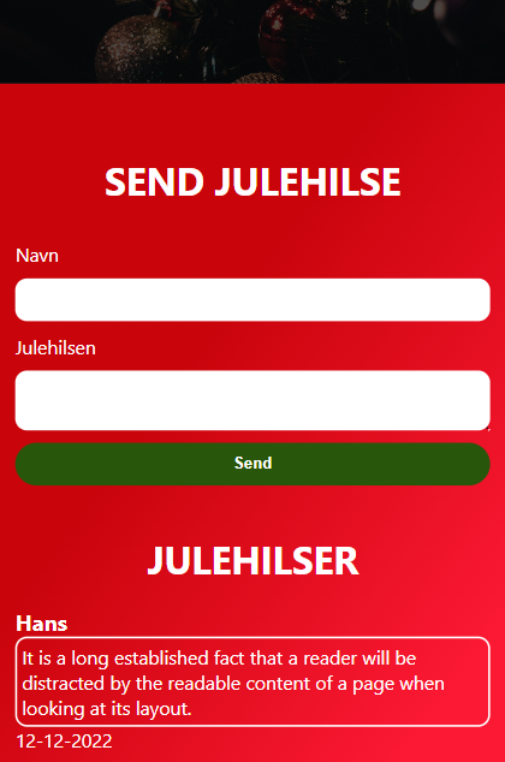 SEND JULEHILSE
Navn
Julehilsen
Send
JULEHILSER
Hans
It is a long established fact that a reader will be
distracted by the readable content of a page when
looking at its layout.
12-12-2022